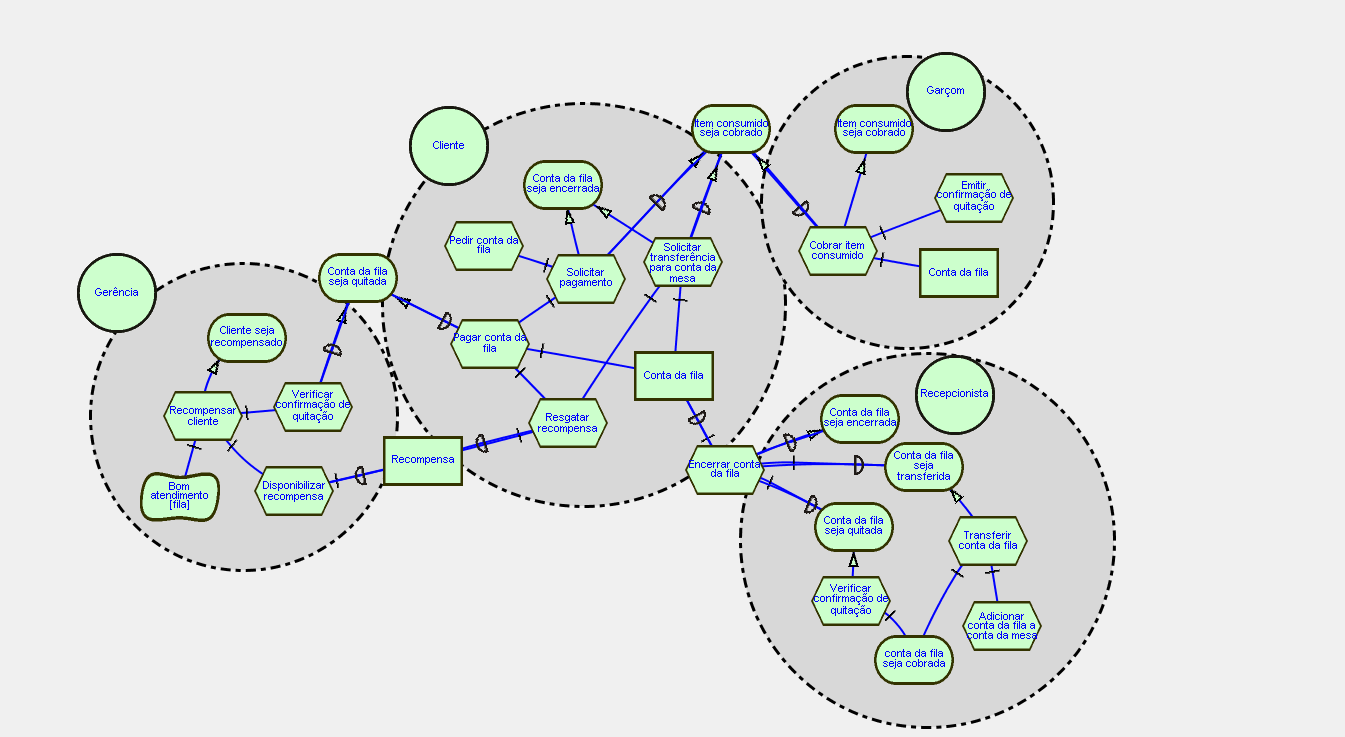 Garçom
Item consumido
seja cobrado
Item consumido
seja cobrado
Cliente
Conta da fila
seja encerrada
Emitir
confirmação de
quitação
Pedir conta da
fila
Solicitar
transferência
para conta da
mesa
Cobrar item
consumido
Conta da fila
Solicitar
pagamento
Conta da fila
seja quitada
Gerência
Cliente seja
recompensado
Pagar conta da
fila
Conta da fila
Recepcionista
Recompensar
cliente
Verificar
confirmação de
quitação
Resgatar
recompensa
Conta da fila
seja encerrada
Recompensa
Encerrar conta
da fila
Conta da fila
seja
transferida
Bom
atendimento
[fila]
Disponibilizar
recompensa
Conta da fila
seja quitada
Transferir
conta da fila
Verificar
confirmação de
quitação
Adicionar
conta da fila a
conta da mesa
conta da fila
seja cobrada